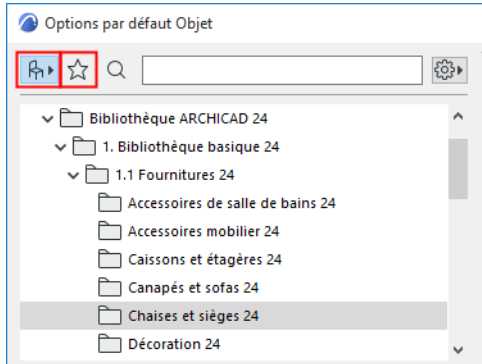 Options par défaut Objet
Bibliothèque ARCHICAD 24
1. Bibliothèque basique 24
1.1 Fournitures 24
Accessoires de salle de bains 24
Accessoires mobilier 24
Caissons et étagères 24
Canapés et sofas 24
Chaises et sièges 24
Décoration 24